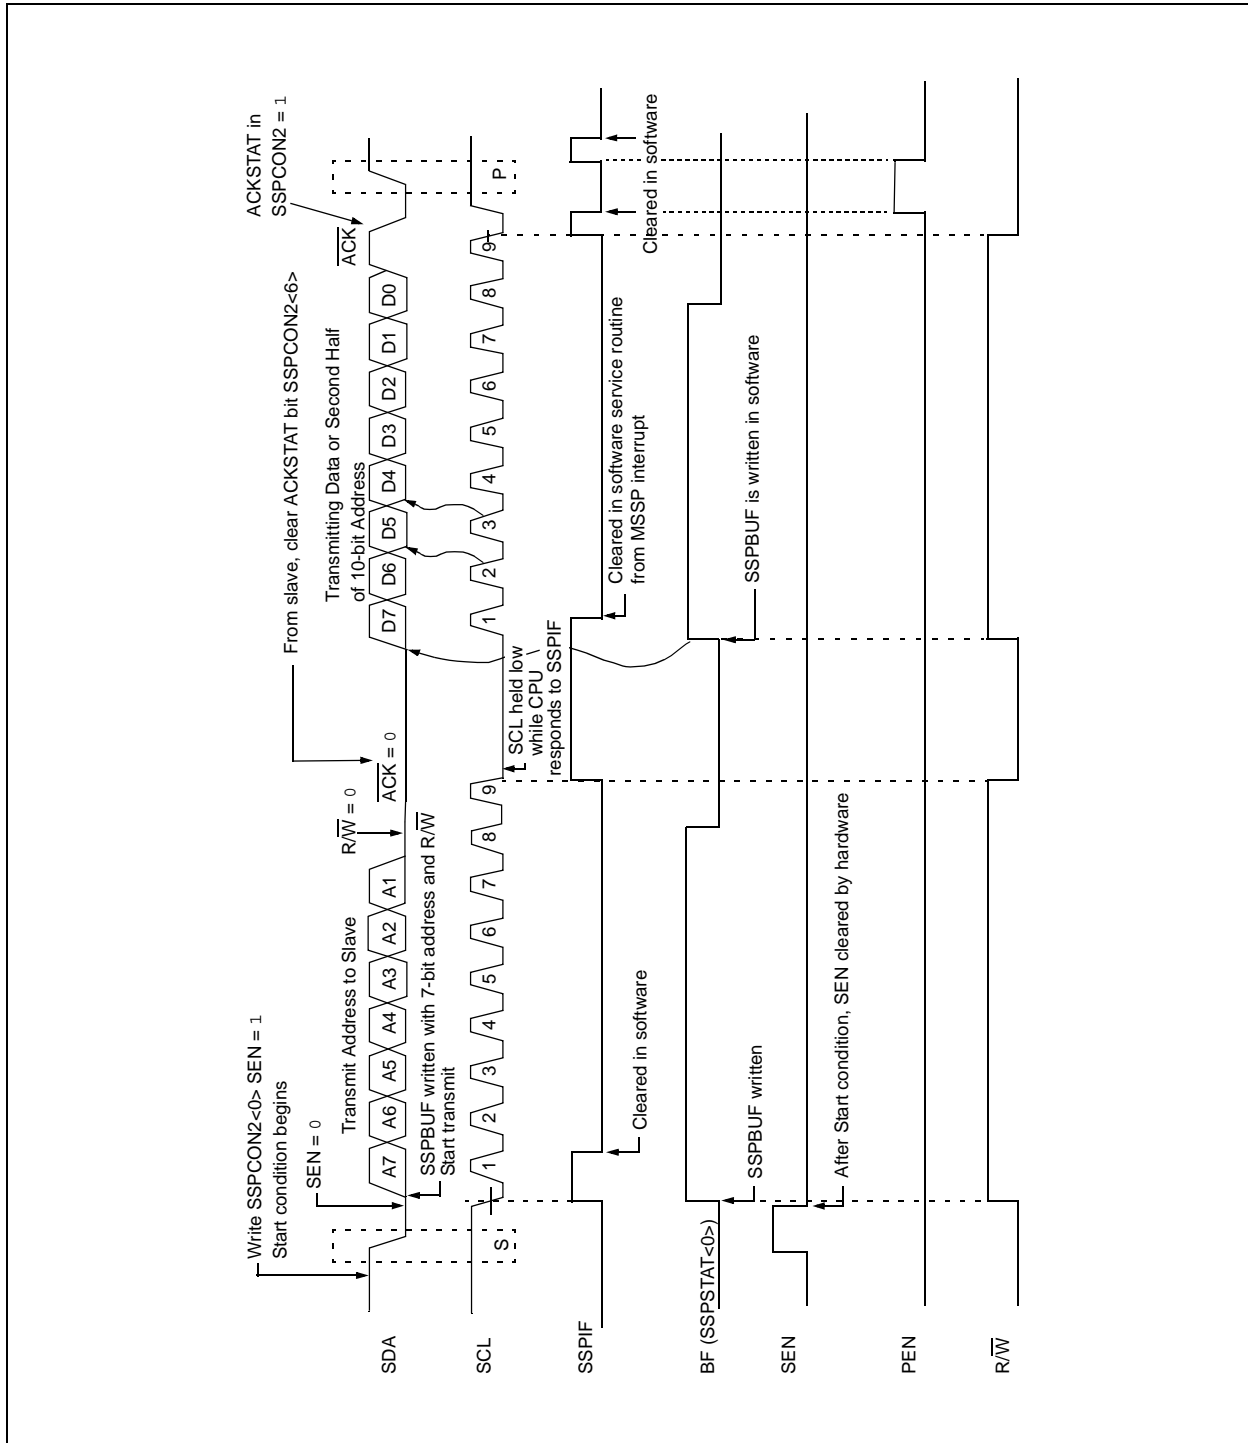 Write SSPCON2<0> SEN = 1
Start condition begins
SEN = 0
Transmit Address to Slave
R/W = 0
From slave, clear ACKSTAT bit SSPCON2<6>
ACK = 0
Transmitting Data or Second Half
of 10-bit Address
ACKSTAT in
SSPCON2 = 1
ACK
SDA
A7 A6 A5 A4 A3 A2 A1
D7 D6 D5 D4 D3 D2 D1 D0
SSPBUF written with 7-bit address and R/W
Start transmit
SCL
S
1 2 3 4 5 6 7 8 9
1 2 3 4 5 6 7 8 9
P
SCL held low
while CPU
responds to SSPIF
SSPIF
Cleared in software
Cleared in software service routine
from MSSP interrupt
Cleared in software
BF (SSPSTAT<0>)
SSPBUF written
SSPBUF is written in software
SEN
After Start condition, SEN cleared by hardware
PEN
R/W